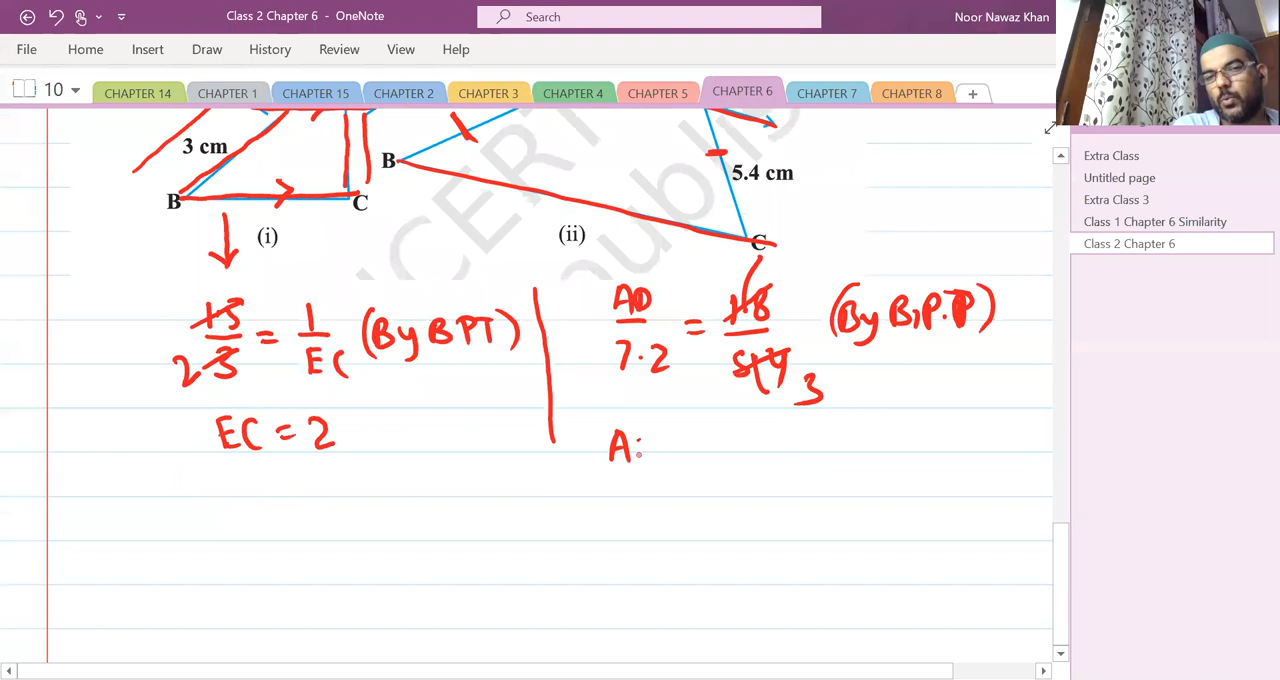 Class 2 Chapter 6 - OneNote
Search
Noor Nawaz Khan
File Home Insert Draw History Review View Help
10 CHAPTER 14 CHAPTER 1 CHAPTER 15 CHAPTER 2 CHAPTER 3 CHAPTER 4 CHAPTER 5 CHAPTER 6 CHAPTER 7 CHAPTER 8
Extra Class
Untitled page
Extra Class 3
Class 1 Chapter 6 Similarity
Class 2 Chapter 6
3 cm
B
5.4 cm
B C
C
(i) (ii)
NCERT
publis
1.5/3 2 = 1/EC (By BPT)
EC = 2
AD/7.2 = 1.8/5.4 3 (By B.P.T)
A